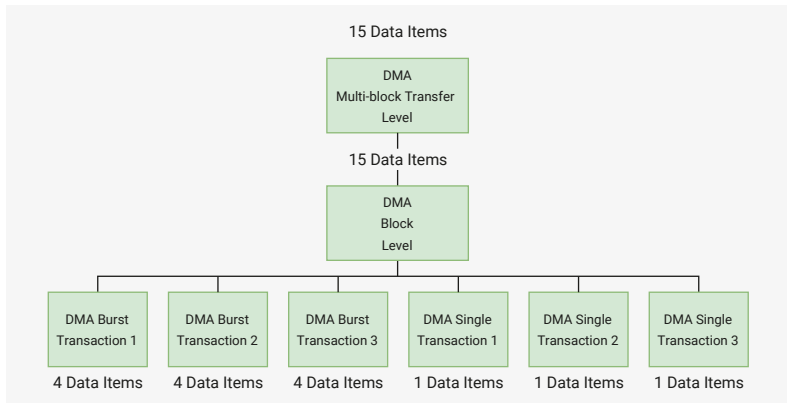 15 Data Items
DMA
Multi-block Transfer
Level
15 Data Items
DMA
Block
Level
DMA Burst
Transaction 1
DMA Burst
Transaction 2
DMA Burst
Transaction 3
DMA Single
Transaction 1
DMA Single
Transaction 2
DMA Single
Transaction 3
4 Data Items
4 Data Items
4 Data Items
1 Data Items
1 Data Items
1 Data Items